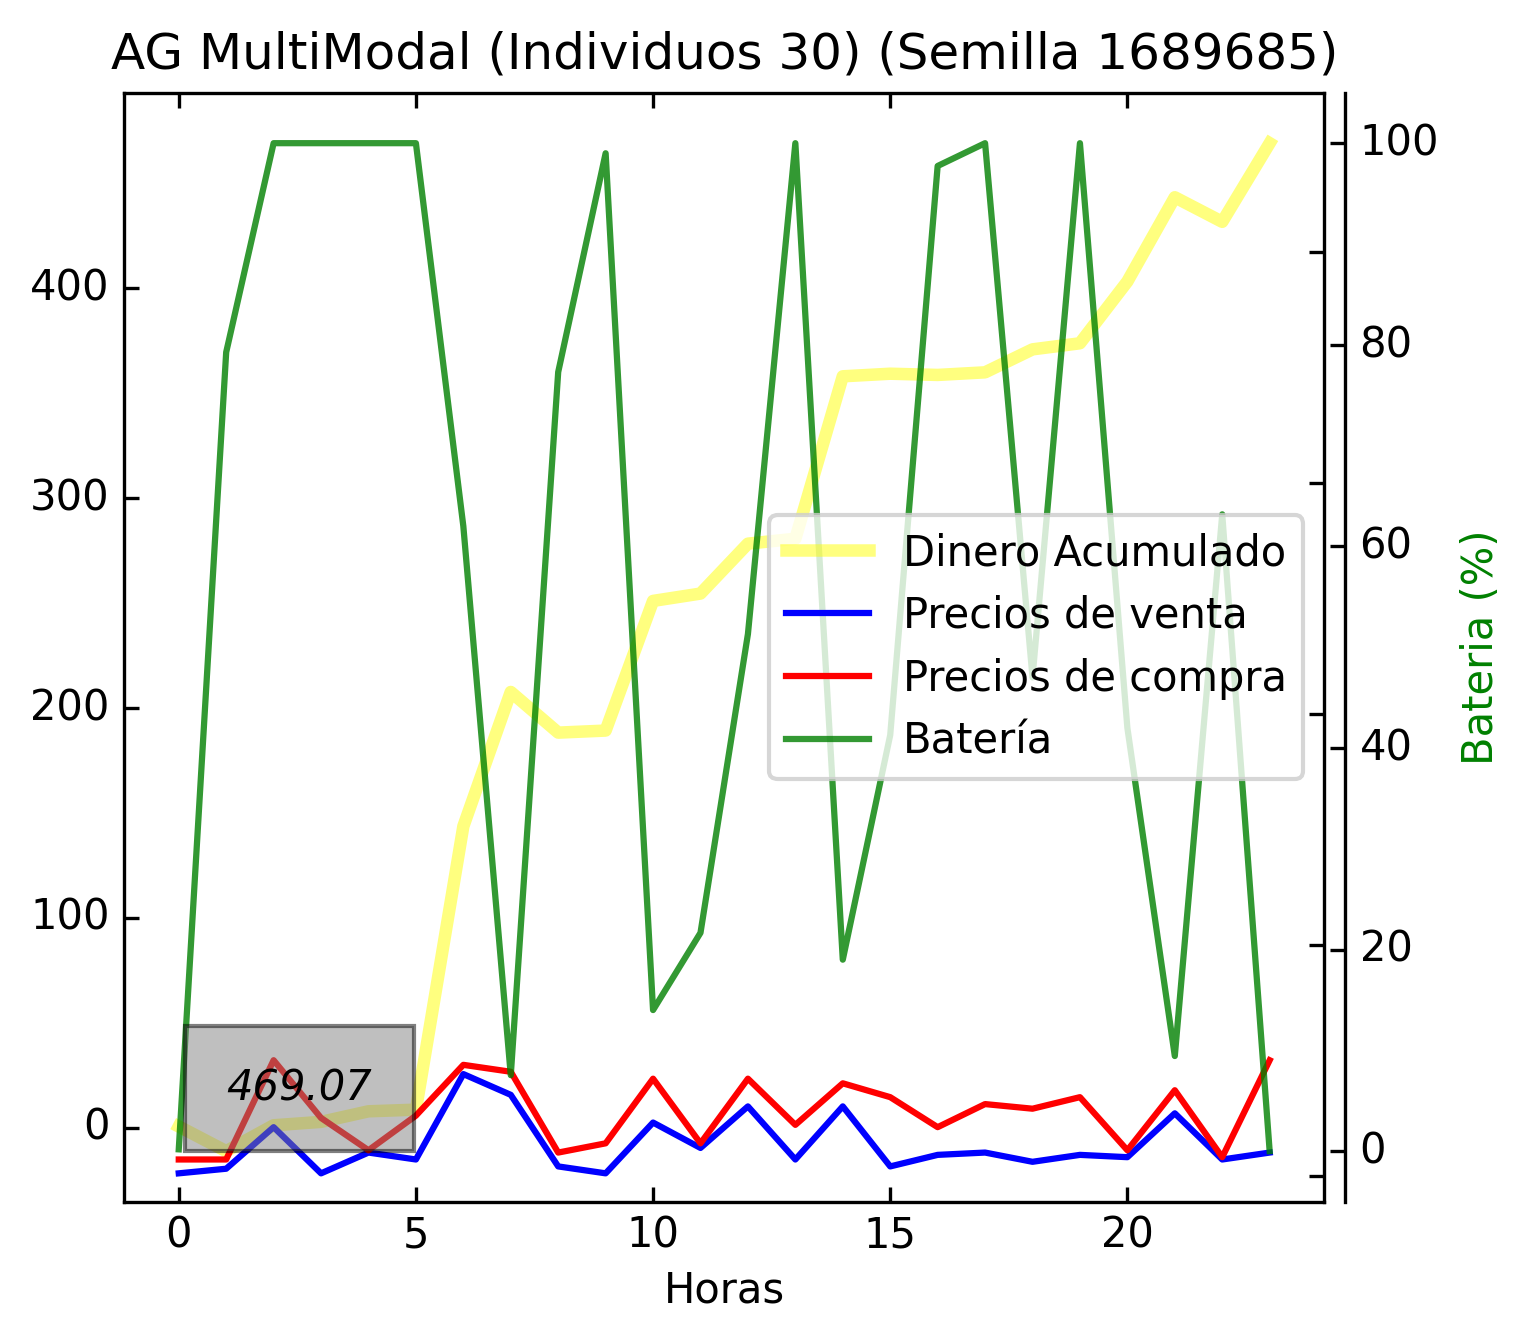 AG MultiModal (Individuos 30) (Semilla 1689685)
400
300
200
100
0
100
80
60
40
20
0
Bateria (%)
Dinero Acumulado
Precios de venta
Precios de compra
Batería
469.07
0 5 10 15 20
Horas